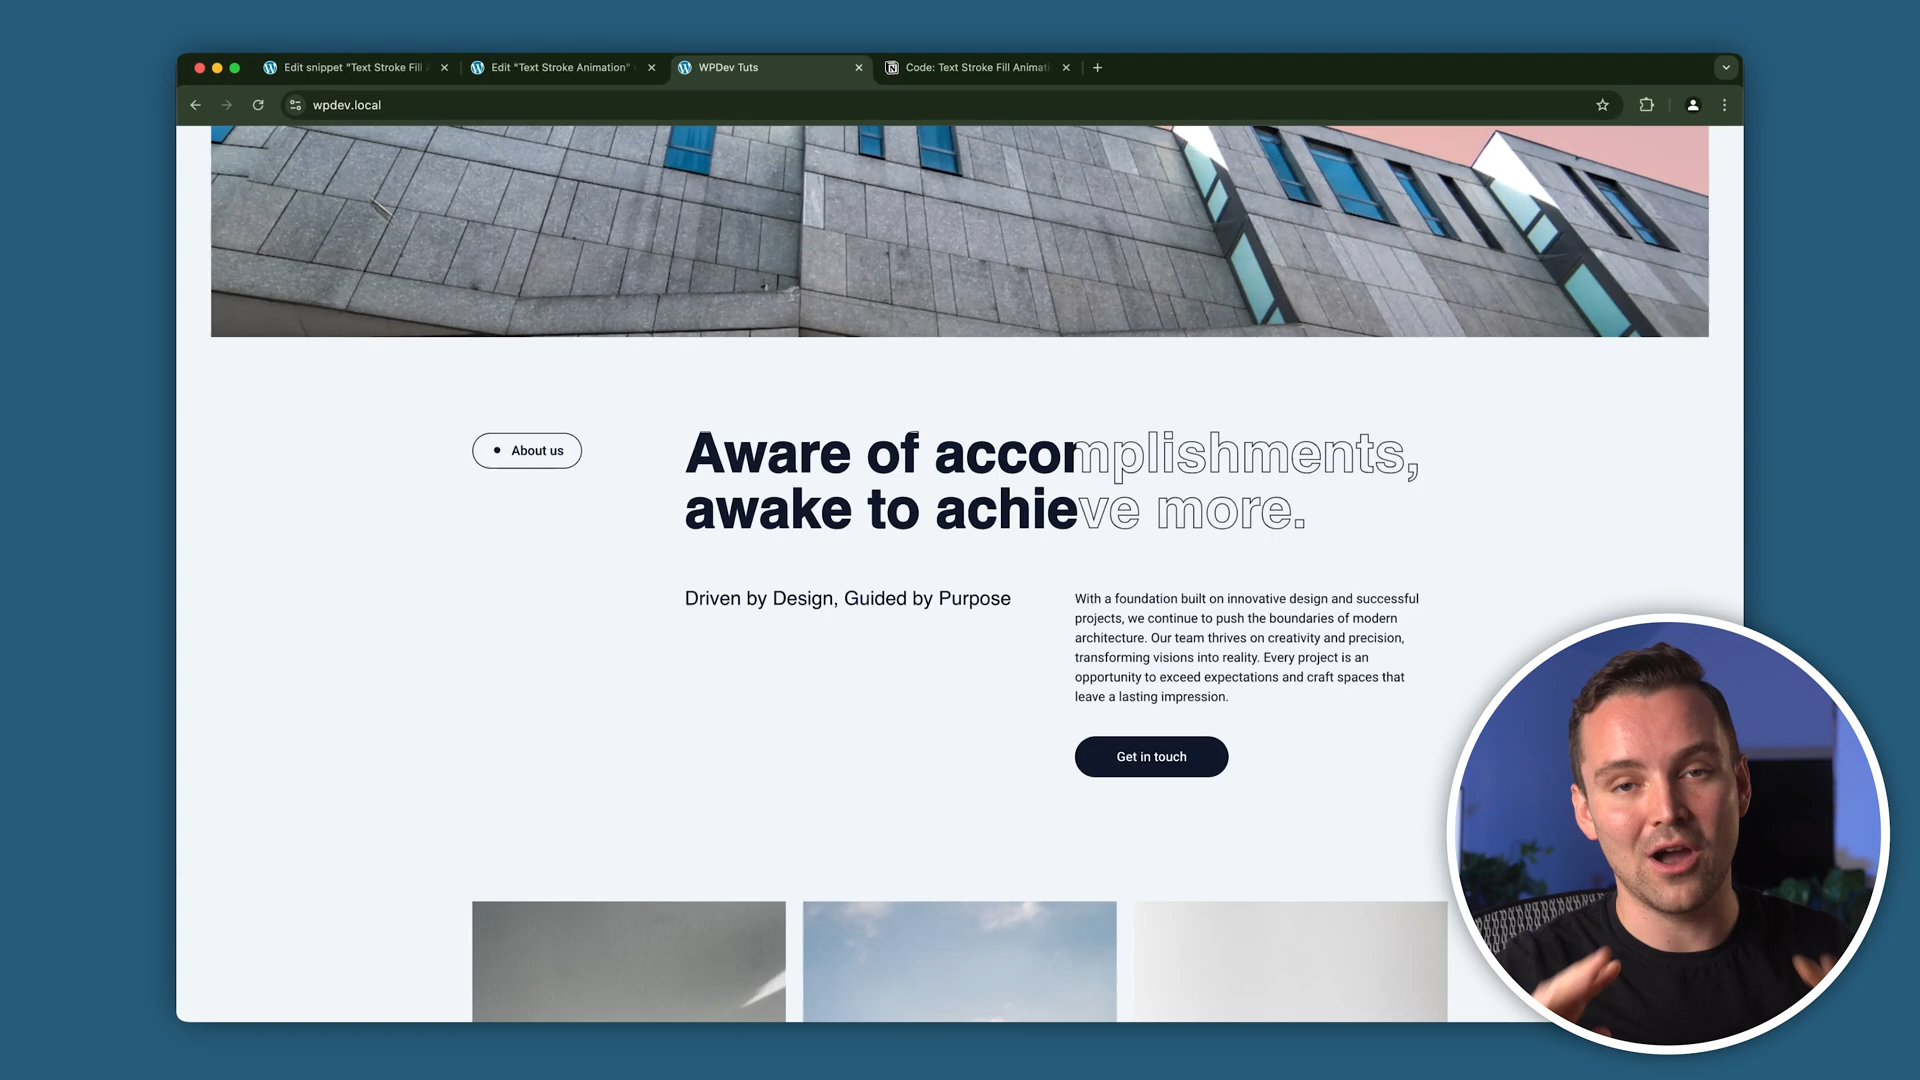 Edit snippet "Text Stroke Fill A
Edit "Text Stroke Animation"
WPDev Tuts
Code: Text Stroke Fill Animati
wpdev.local
About us
Aware of accomplishments,
awake to achieve more.
Driven by Design, Guided by Purpose
With a foundation built on innovative design and successful
projects, we continue to push the boundaries of modern
architecture. Our team thrives on creativity and precision,
transforming visions into reality. Every project is an
opportunity to exceed expectations and craft spaces that
leave a lasting impression.
Get in touch